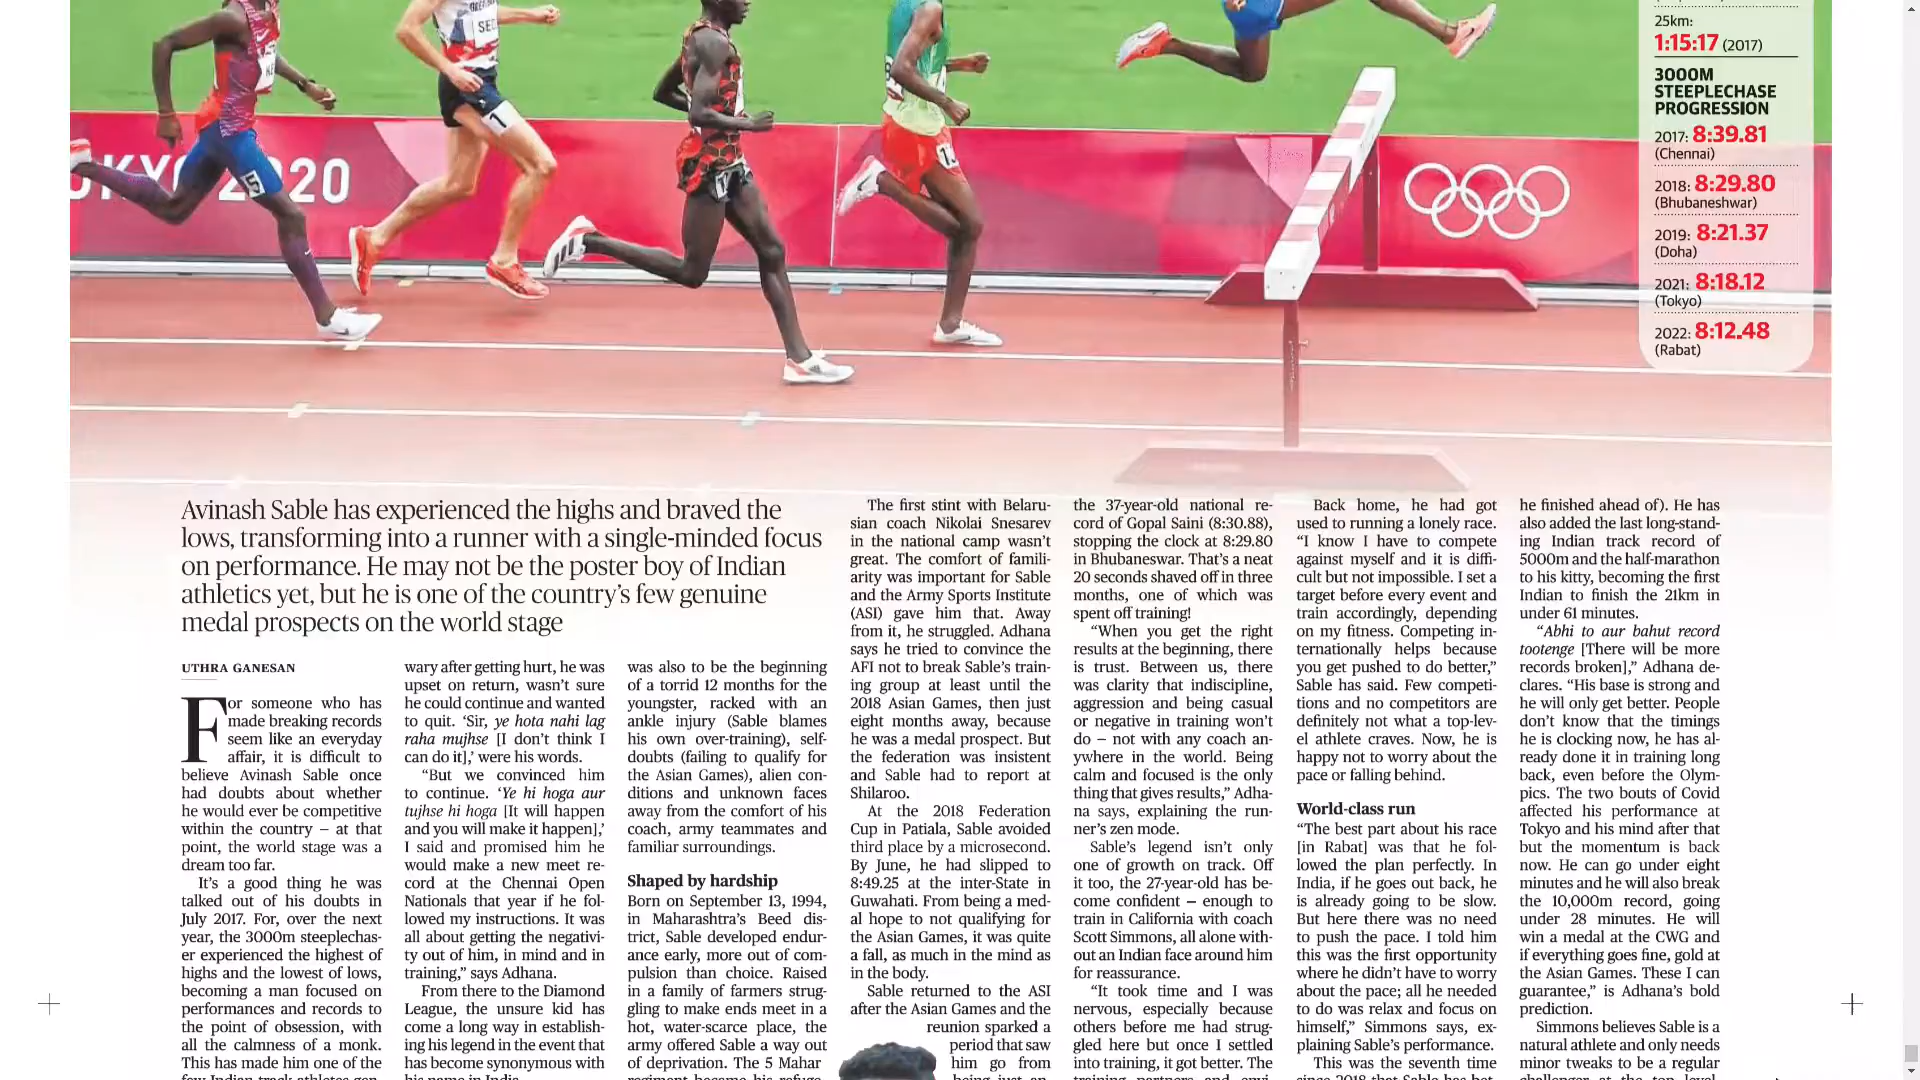 25km:
1:15:17 (2017)
3000M
STEEPLECHASE
PROGRESSION
2017: 8:39.81
(Chennai)
2018: 8:29.80
(Bhubaneshwar)
2019: 8:21.37
(Doha)
2021: 8:18.12
(Tokyo)
2022: 8:12.48
(Rabat)
2020
5
1
Avinash Sable has experienced the highs and braved the
lows, transforming into a runner with a single-minded focus
on performance. He may not be the poster boy of Indian
athletics yet, but he is one of the country’s few genuine
medal prospects on the world stage
UTHRA GANESAN
For someone who has
made breaking records
seem like an everyday
affair, it is difficult to
believe Avinash Sable once
had doubts about whether
he would ever be competitive
within the country – at that
point, the world stage was a
dream too far.
It’s a good thing he was
talked out of his doubts in
July 2017. For, over the next
year, the 3000m steeplechas-
er experienced the highest of
highs and the lowest of lows,
becoming a man focused on
performances and records to
the point of obsession, with
all the calmness of a monk.
This has made him one of the
few Indian track athletes gen-
wary after getting hurt, he was
upset on return, wasn’t sure
he could continue and wanted
to quit. ‘Sir, ye hota nahi lag
raha mujhse [I don’t think I
can do it],’ were his words.
“But we convinced him
to continue. ‘Ye hi hoga aur
tujhse hi hoga [It will happen
and you will make it happen],’
I said and promised him he
would make a new meet re-
cord at the Chennai Open
Nationals that year if he fol-
lowed my instructions. It was
all about getting the negativi-
ty out of him, in mind and in
training,” says Adhana.
From there to the Diamond
League, the unsure kid has
come a long way in establish-
ing his legend in the event that
has become synonymous with
his name in India.
was also to be the beginning
of a torrid 12 months for the
youngster, racked with an
ankle injury (Sable blames
his own over-training), self-
doubts (failing to qualify for
the Asian Games), alien con-
ditions and unknown faces
away from the comfort of his
coach, army teammates and
familiar surroundings.
Shaped by hardship
Born on September 13, 1994,
in Maharashtra’s Beed dis-
trict, Sable developed endur-
ance early, more out of com-
pulsion than choice. Raised
in a family of farmers strug-
gling to make ends meet in a
hot, water-scarce place, the
army offered Sable a way out
of deprivation. The 5 Mahar
regiment became his refuge
The first stint with Belaru-
sian coach Nikolai Snesarev
in the national camp wasn’t
great. The comfort of famili-
arity was important for Sable
and the Army Sports Institute
(ASI) gave him that. Away
from it, he struggled. Adhana
says he tried to convince the
AFI not to break Sable’s train-
ing group at least until the
2018 Asian Games, then just
eight months away, because
he was a medal prospect. But
the federation was insistent
and Sable had to report at
Shilaroo.
At the 2018 Federation
Cup in Patiala, Sable avoided
third place by a microsecond.
By June, he had slipped to
8:49.25 at the inter-State in
Guwahati. From being a med-
al hope to not qualifying for
the Asian Games, it was quite
a fall, as much in the mind as
in the body.
Sable returned to the ASI
after the Asian Games and the
reunion sparked a
period that saw
him go from
being just an-
the 37-year-old national re-
cord of Gopal Saini (8:30.88),
stopping the clock at 8:29.80
in Bhubaneswar. That’s a neat
20 seconds shaved off in three
months, one of which was
spent off training!
“When you get the right
results at the beginning, there
is trust. Between us, there
was clarity that indiscipline,
aggression and being casual
or negative in training won’t
do – not with any coach an-
ywhere in the world. Being
calm and focused is the only
thing that gives results,” Adha-
na says, explaining the run-
ner’s zen mode.
Sable’s legend isn’t only
one of growth on track. Off
it too, the 27-year-old has be-
come confident – enough to
train in California with coach
Scott Simmons, all alone with-
out an Indian face around him
for reassurance.
“It took time and I was
nervous, especially because
others before me had strug-
gled here but once I settled
into training, it got better. The
training partners and envi-
Back home, he had got
used to running a lonely race.
“I know I have to compete
against myself and it is diffi-
cult but not impossible. I set a
target before every event and
train accordingly, depending
on my fitness. Competing in-
ternationally helps because
you get pushed to do better,”
Sable has said. Few competi-
tions and no competitors are
definitely not what a top-lev-
el athlete craves. Now, he is
happy not to worry about the
pace or falling behind.
World-class run
“The best part about his race
[in Rabat] was that he fol-
lowed the plan perfectly. In
India, if he goes out back, he
is already going to be slow.
But here there was no need
to push the pace. I told him
this was the first opportunity
where he didn’t have to worry
about the pace; all he needed
to do was relax and focus on
himself,” Simmons says, ex-
plaining Sable’s performance.
This was the seventh time
since 2018 that Sable has bet-
he finished ahead of). He has
also added the last long-stand-
ing Indian track record of
5000m and the half-marathon
to his kitty, becoming the first
Indian to finish the 21km in
under 61 minutes.
“Abhi to aur bahut record
tootenge [There will be more
records broken],” Adhana de-
clares. “His base is strong and
he will only get better. People
don’t know that the timings
he is clocking now, he has al-
ready done it in training long
back, even before the Olym-
pics. The two bouts of Covid
affected his performance at
Tokyo and his mind after that
but the momentum is back
now. He can go under eight
minutes and he will also break
the 10,000m record, going
under 28 minutes. He will
win a medal at the CWG and
if everything goes fine, gold at
the Asian Games. These I can
guarantee,” is Adhana’s bold
prediction.
Simmons believes Sable is a
natural athlete and only needs
minor tweaks to be a regular
challenger at the top level.